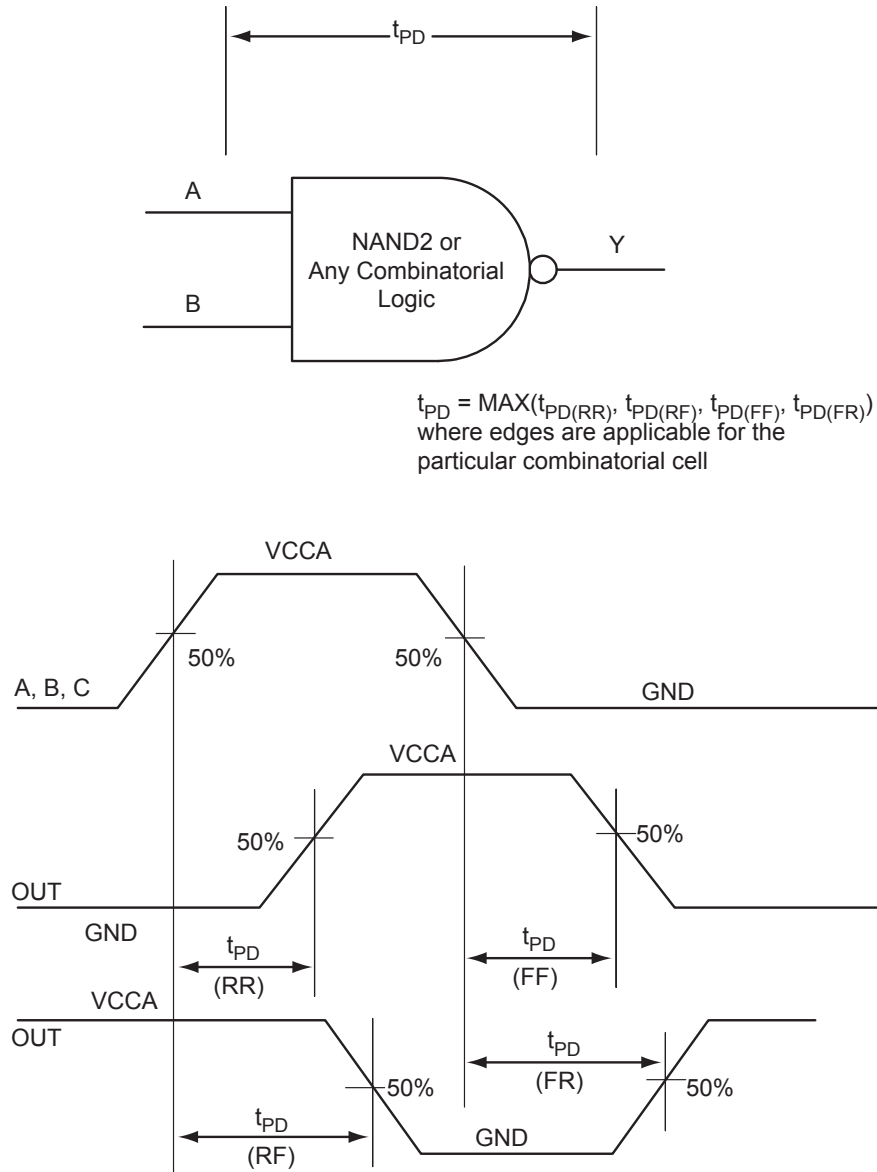 tPD
A
B
NAND2 or
Any Combinatorial
Logic
Y
tPD = MAX(tPD(RR), tPD(RF), tPD(FF), tPD(FR))
where edges are applicable for the
particular combinatorial cell
VCCA
50%
50%
A, B, C
GND
VCCA
50%
50%
OUT
GND
tPD
(RR)
tPD
(FF)
VCCA
OUT
tPD
(FR)
50%
50%
tPD
(RF)
GND